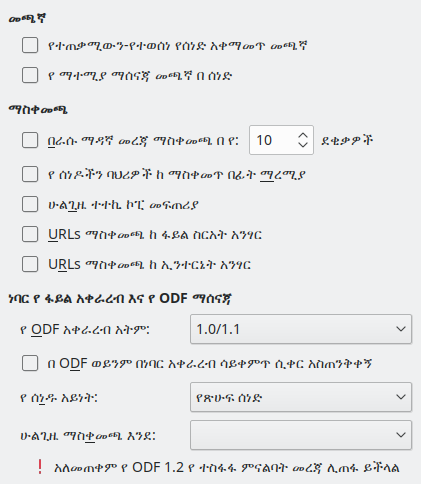 መጫኛ
የተጠቃሚውን-የተወሰነ የሰነድ አቀማመጥ መጫኛ
የ ማተሚያ ማሰናጃ መጫኛ በ ሰነድ
ማስቀመጫ
በራሱ ማዳኛ መረጃ ማስቀመጫ በ የ: 10 ደቂቃዎች
የ ሰነዶችን ባህሪዎች ከ ማስቀመጥ በፊት ማረሚያ
ሁልጊዜ ተተኪ ኮፒ መፍጠሪያ
URLs ማስቀመጫ ከ ፋይል ስርአት አንፃር
URLs ማስቀመጫ ከ ኢንተርኔት አንፃር
ነባር የ ፋይል አቀራረብ እና የ ODF ማሰናጃ
የ ODF አቀራረብ አትም: 1.0/1.1
በ ODF ወይንም በነባር አቀራረብ ሳይቀምጥ ሲቀር አስጠንቅቀኝ
የ ሰነዱ አይነት: የጽሁፍ ሰነድ
ሁልጊዜ ማስቀመጫ እንደ:
! አለመጠቀም የ ODF 1.2 የ ተስፋፋ ምናልባት መረጃ ሊጠፋ ይችላል